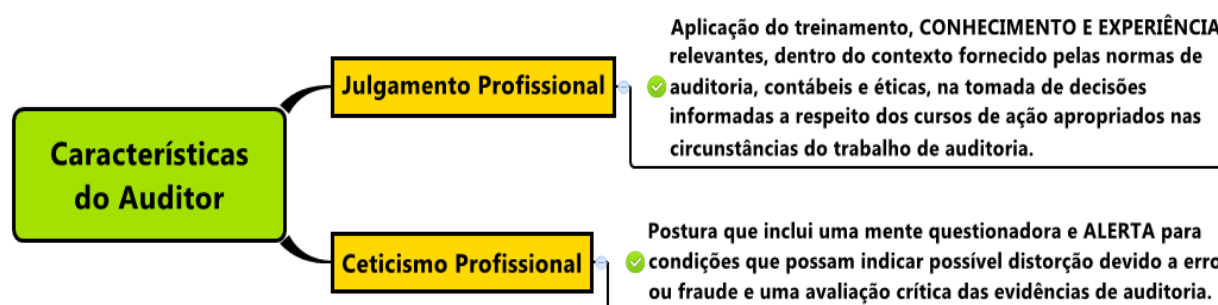 Características
do Auditor
Julgamento Profissional
Aplicação do treinamento, CONHECIMENTO E EXPERIÊNCIA
relevantes, dentro do contexto fornecido pelas normas de
auditoria, contábeis e éticas, na tomada de decisões
informadas a respeito dos cursos de ação apropriados nas
circunstâncias do trabalho de auditoria.
Ceticismo Profissional
Postura que inclui uma mente questionadora e ALERTA para
condições que possam indicar possível distorção devido a erro
ou fraude e uma avaliação crítica das evidências de auditoria.